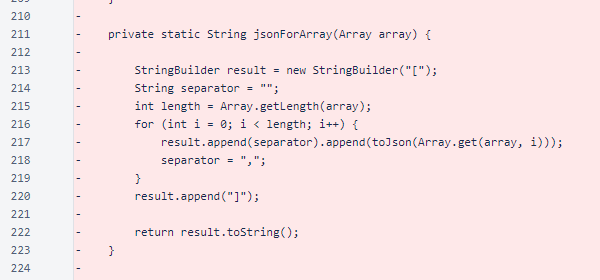 209 }
210 -
211 - private static String jsonForArray(Array array) {
212 -
213 - StringBuilder result = new StringBuilder("[");
214 - String separator = "";
215 - int length = Array.getLength(array);
216 - for (int i = 0; i < length; i++) {
217 - result.append(separator).append(toJson(Array.get(array, i)));
218 - separator = ",";
219 - }
220 - result.append("]");
221 -
222 - return result.toString();
223 - }
224 -